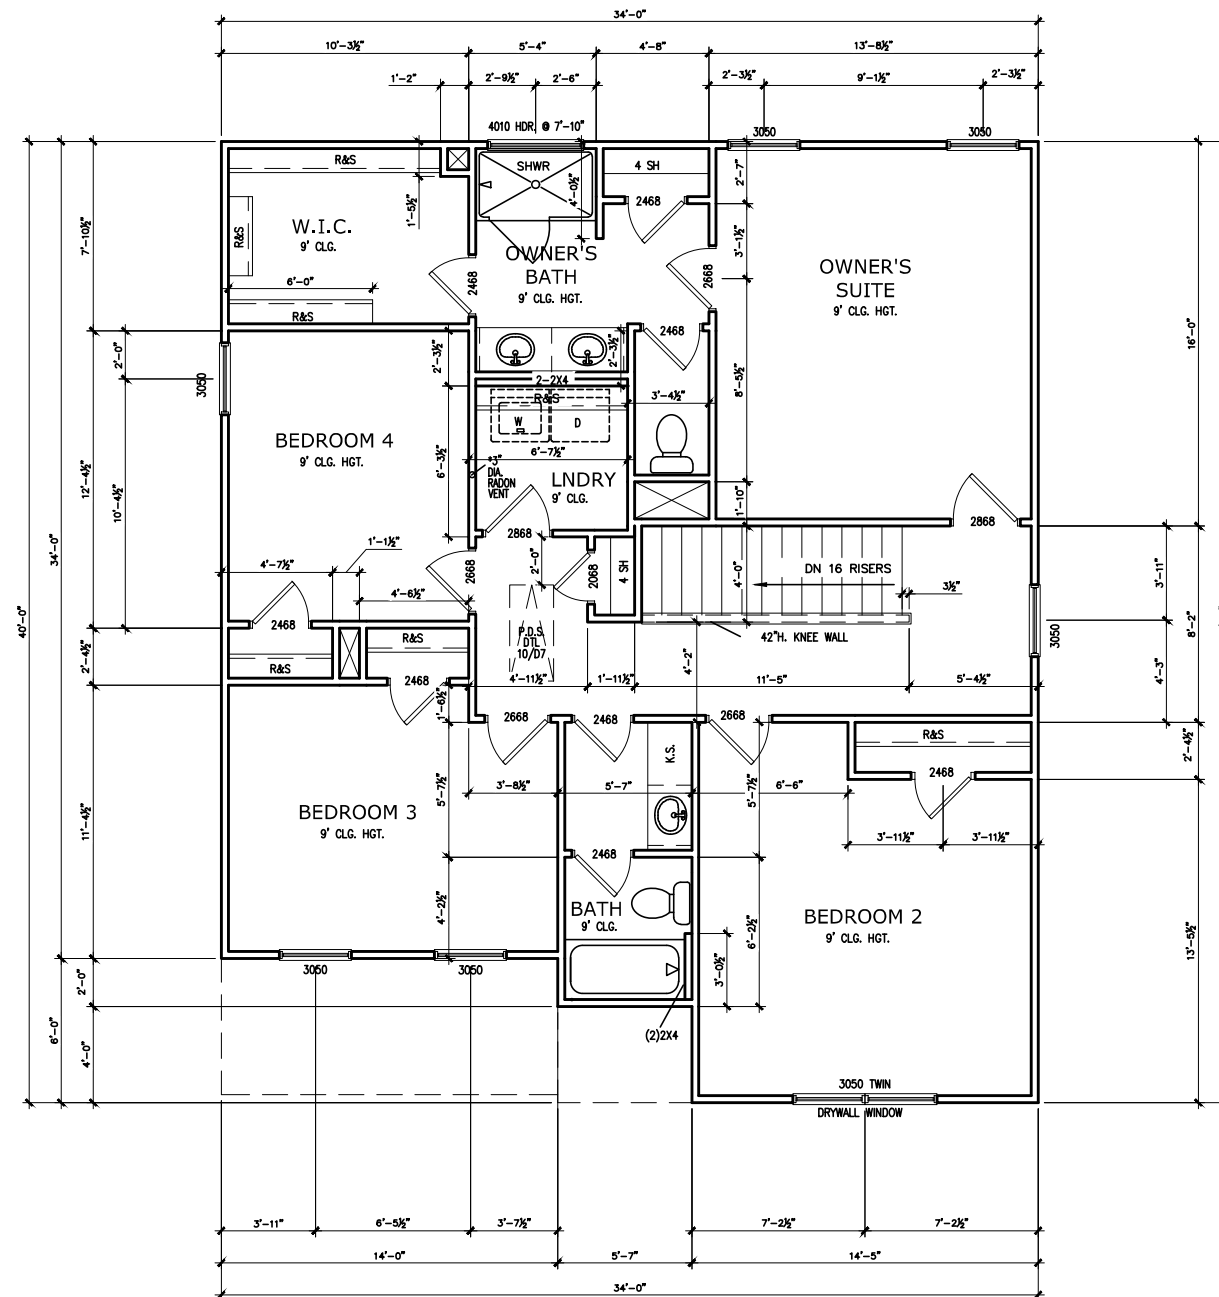 34'-0"
10'-3½" 5'-4" 4'-8" 13'-8½"
1'-2" 2'-9½" 2'-6" 2'-3½" 9'-1½" 2'-3½"
4010 HDR. @ 7'-10" 3050 3050
R&S SHWR 4 SH 2'-7"
4'-0½"
1'-5½" 2468
W.I.C.
9' CLG.
R&S
7'-10½"
3'-1½"
OWNER'S
BATH
9' CLG. HGT.
2468
2668
OWNER'S
SUITE
9' CLG. HGT.
6'-0"
R&S
16'-0"
2468
2'-0"
2'-3½"
2'-3½"
3050
2-2X4
R&S
8'-5½"
3'-4½"
W D
BEDROOM 4
9' CLG. HGT.
6'-3½"
6'-7½"
*3"
DIA.
RADON
VENT
LNDRY
9' CLG.
12'-4½"
10'-4½"
1'-10"
2868
2868
34'-0"
40'-0"
1'-1½"
4'-7½"
4'-6½"
2668
2'-0"
2068
4 SH
4'-0"
DN 16 RISERS
3½"
3'-11"
8'-2"
2468
R&S
R&S
P.D.S.
DTL
10/D7
42"H. KNEE WALL
3050
4'-2"
4'-3"
2'-4½"
2468
1'-6½"
4'-11½" 1'-11½" 11'-5" 5'-4½"
2668 2468 2668
R&S
K.S.
2'-4½"
2468
5'-7½"
3'-8½" 5'-7" 5'-7½" 6'-6"
BEDROOM 3
9' CLG. HGT.
11'-4½"
3'-11½" 3'-11½"
2468
4'-2½"
BATH
9' CLG.
BEDROOM 2
9' CLG. HGT.
6'-2½"
3'-0½"
13'-5½"
3050 3050
2'-0"
6'-0"
4'-0"
(2)2X4
3050 TWIN
DRYWALL WINDOW
3'-11" 6'-5½" 3'-7½" 7'-2½" 7'-2½"
14'-0" 5'-7" 14'-5"
34'-0"